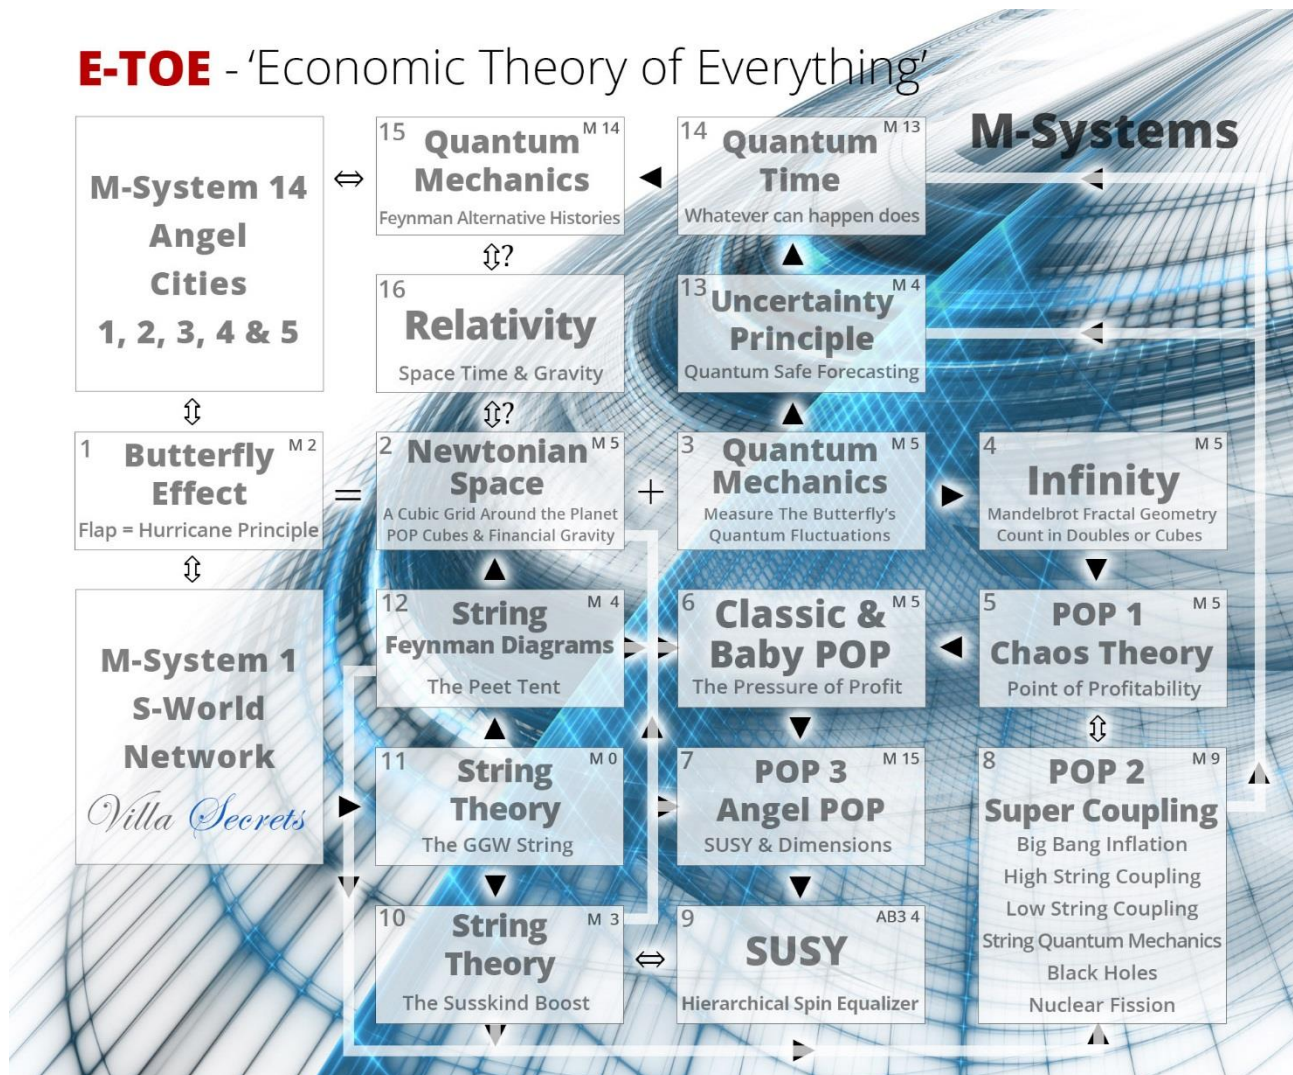 E-TOE - ‘Economic Theory of Everything’
M-Systems
M-System 14
Angel
Cities
1, 2, 3, 4 & 5
⇔
15
M 14
Quantum
Mechanics
Feynman Alternative Histories
14
M 13
Quantum
Time
Whatever can happen does
⇕?
16
Relativity
Space Time & Gravity
13
M 4
Uncertainty
Principle
Quantum Safe Forecasting
⇕
⇕?
1
M 2
Butterfly
Effect
Flap = Hurricane Principle
=
2
M 5
Newtonian
Space
A Cubic Grid Around the Planet
POP Cubes & Financial Gravity
+
3
M 5
Quantum
Mechanics
Measure The Butterfly's
Quantum Fluctuations
4
M 5
Infinity
Mandelbrot Fractal Geometry
Count in Doubles or Cubes
⇕
M-System 1
S-World
Network
Villa Secrets
12
M 4
String
Feynman Diagrams
The Peet Tent
6
M 5
Classic &
Baby POP
The Pressure of Profit
5
M 5
POP 1
Chaos Theory
Point of Profitability
⇕
11
M 0
String
Theory
The GGW String
7
M 15
POP 3
Angel POP
SUSY & Dimensions
8
M 9
POP 2
Super Coupling
Big Bang Inflation
High String Coupling
Low String Coupling
String Quantum Mechanics
Black Holes
Nuclear Fission
10
M 3
String
Theory
The Susskind Boost
⇔
9
AB3 4
SUSY
Hierarchical Spin Equalizer